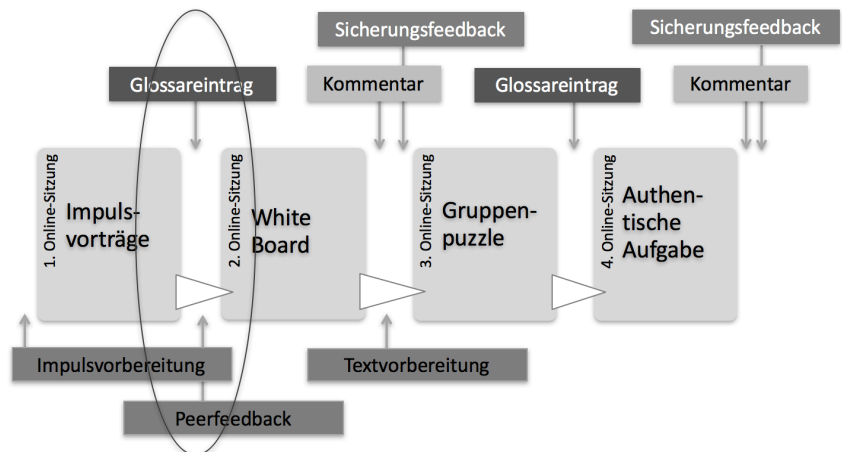 Sicherungsfeedback
Sicherungsfeedback
Glossareintrag
Kommentar
Glossareintrag
Kommentar
1. Online-Sitzung
Impuls-
vorträge
2. Online-Sitzung
White
Board
3. Online-Sitzung
Gruppen-
puzzle
4. Online-Sitzung
Authen-
tische
Aufgabe
Impulsvorbereitung
Textvorbereitung
Peerfeedback